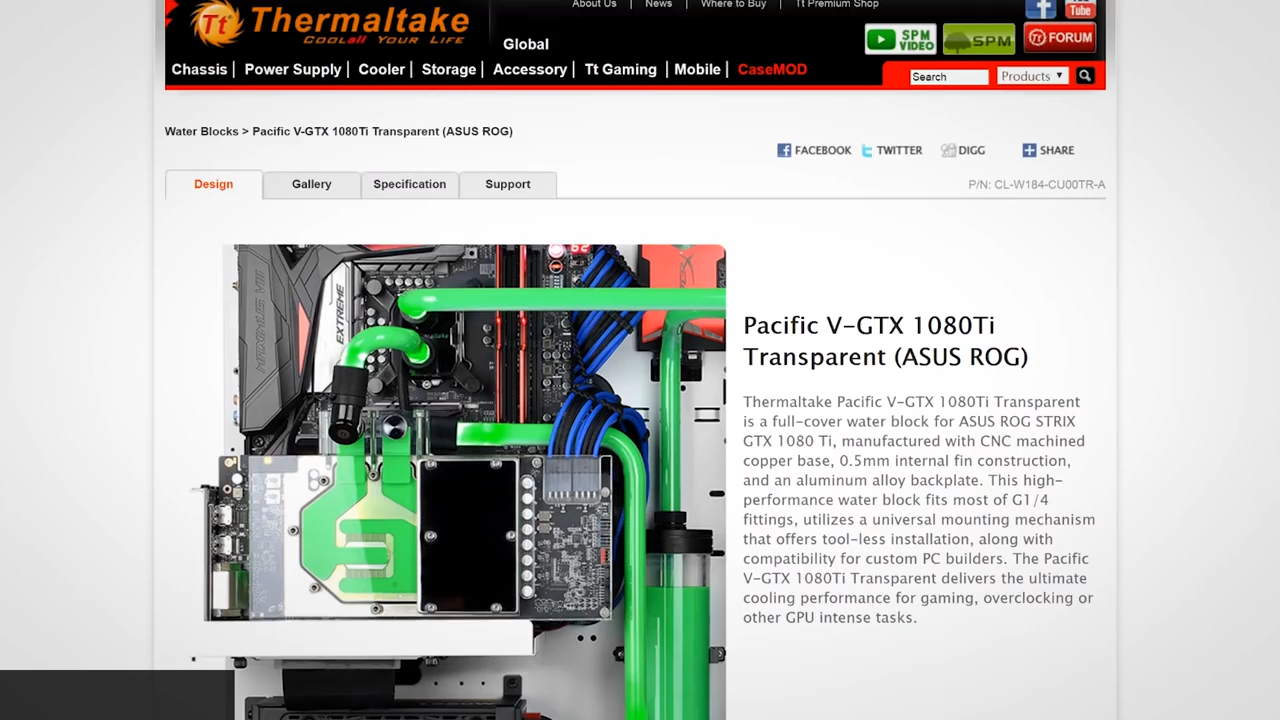 About Us | News | Where to Buy | Tt Premium Shop
Tt Thermaltake
COOLall YOUR LIFE
Global
SPM VIDEO
SPM
Tt FORUM
You Tube
Chassis | Power Supply | Cooler | Storage | Accessory | Tt Gaming | Mobile | CaseMOD
Search
Products
Water Blocks > Pacific V-GTX 1080Ti Transparent (ASUS ROG)
FACEBOOK TWITTER DIGG SHARE
Design Gallery Specification Support
P/N: CL-W184-CU00TR-A
MAXIMUS VIII
EXTREME
Pacific V-GTX 1080Ti
Transparent (ASUS ROG)
Thermaltake Pacific V-GTX 1080Ti Transparent
is a full-cover water block for ASUS ROG STRIX
GTX 1080 Ti, manufactured with CNC machined
copper base, 0.5mm internal fin construction,
and an aluminum alloy backplate. This high-
performance water block fits most of G1/4
fittings, utilizes a universal mounting mechanism
that offers tool-less installation, along with
compatibility for custom PC builders. The Pacific
V-GTX 1080Ti Transparent delivers the ultimate
cooling performance for gaming, overclocking or
other GPU intense tasks.